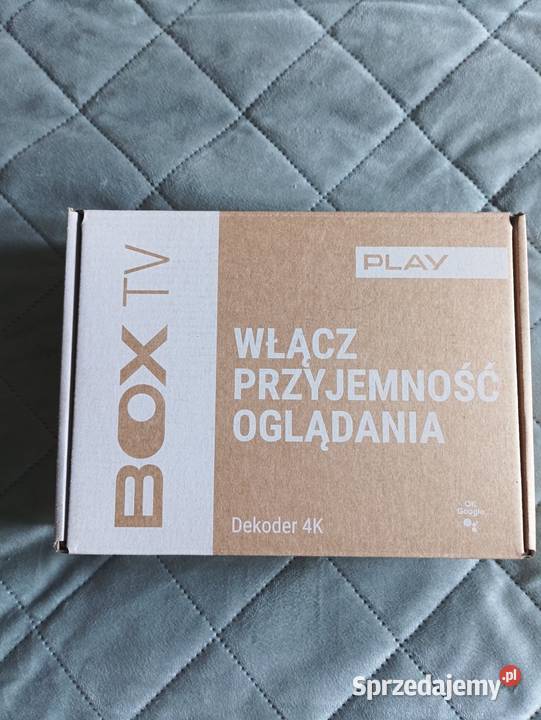 BOX TV
PLAY
WŁĄCZ
PRZYJEMNOŚĆ
OGLĄDANIA
Dekoder 4K
OK
Google
Sprzedajemy.pl